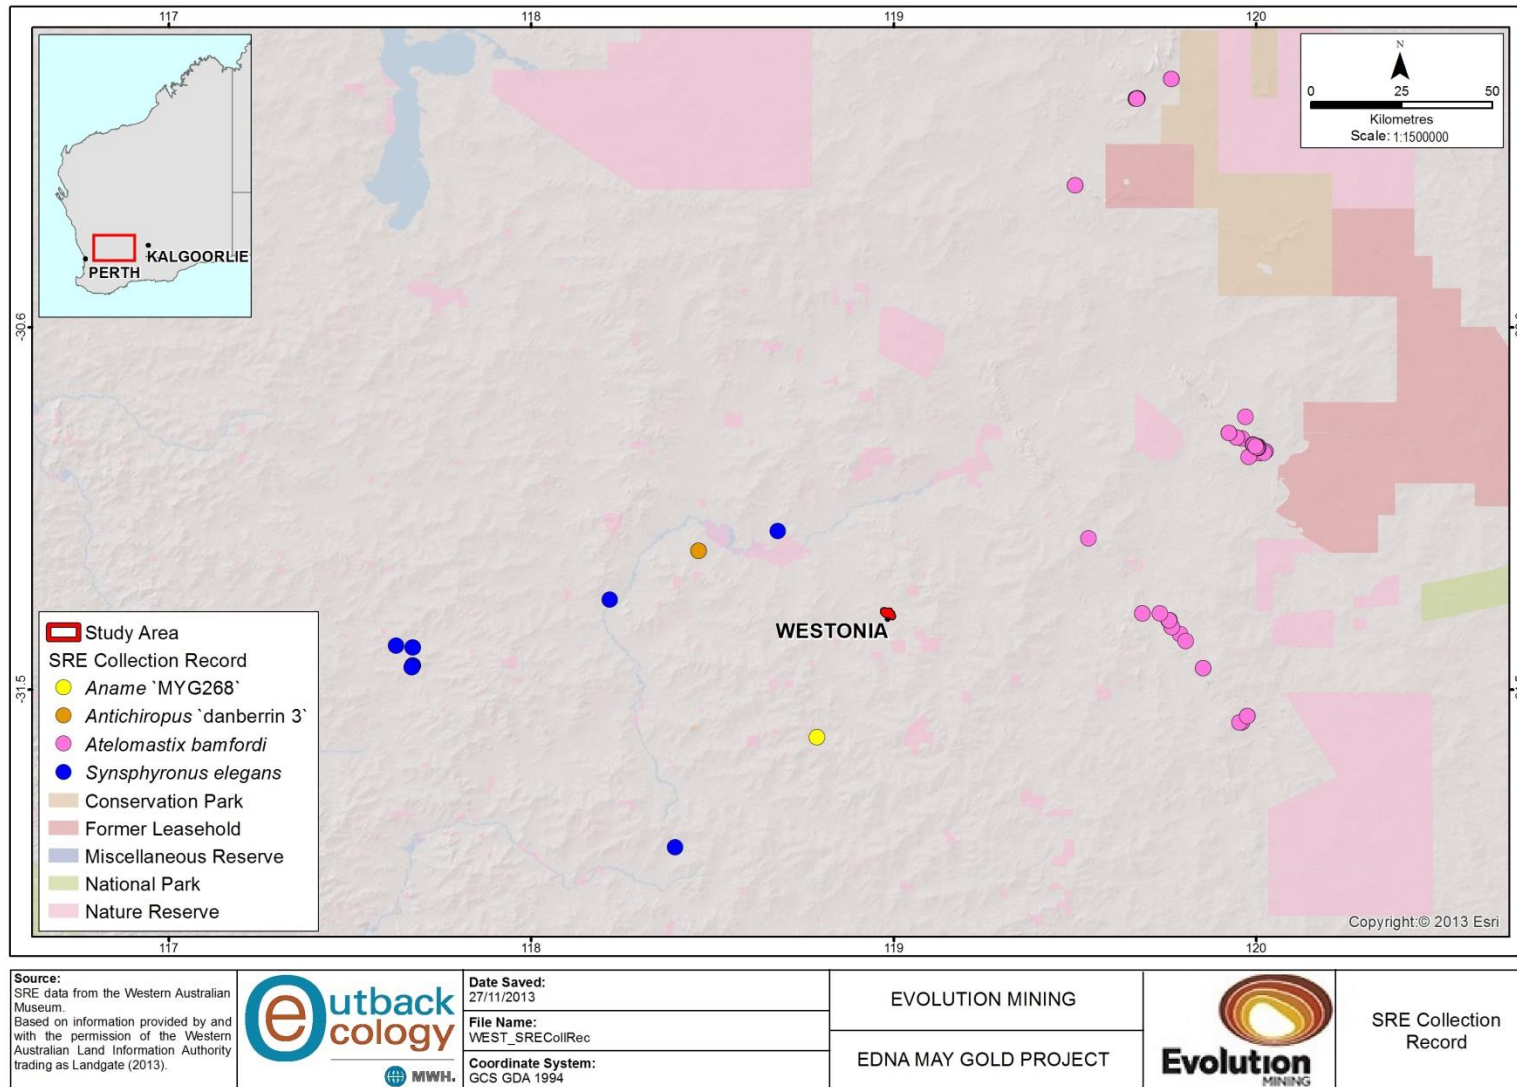 117
118
119
120
N
0 25 50
Kilometres
Scale: 1:1500000
KALGOORLIE
PERTH
-30.6
WESTONIA
-31.5
Study Area
SRE Collection Record
Aname `MYG268`
Antichiropus `danberrin 3`
Atelomastix bamfordi
Synsphyronus elegans
Conservation Park
Former Leasehold
Miscellaneous Reserve
National Park
Nature Reserve
Copyright:© 2013 Esri
117
118
119
120
Source:
SRE data from the Western Australian
Museum.
Based on information provided by and
with the permission of the Western
Australian Land Information Authority
trading as Landgate (2013).
Outback
ecology
MWH.
Date Saved:
27/11/2013
File Name:
WEST_SRECollRec
Coordinate System:
GCS GDA 1994
EVOLUTION MINING
EDNA MAY GOLD PROJECT
Evolution
MINING
SRE Collection
Record